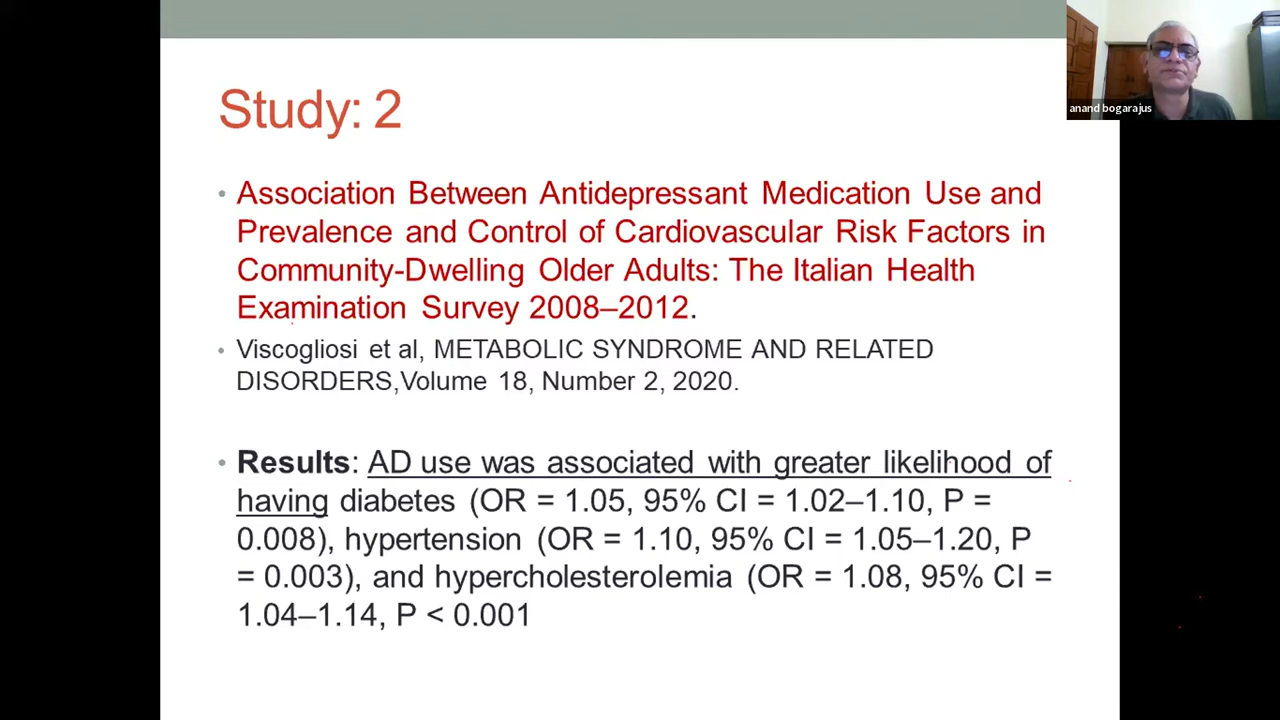 anand bogarajus
Study: 2
• Association Between Antidepressant Medication Use and
Prevalence and Control of Cardiovascular Risk Factors in
Community-Dwelling Older Adults: The Italian Health
Examination Survey 2008–2012.
• Viscogliosi et al, METABOLIC SYNDROME AND RELATED
DISORDERS,Volume 18, Number 2, 2020.
• Results: AD use was associated with greater likelihood of
having diabetes (OR = 1.05, 95% CI = 1.02–1.10, P =
0.008), hypertension (OR = 1.10, 95% CI = 1.05–1.20, P
= 0.003), and hypercholesterolemia (OR = 1.08, 95% CI =
1.04–1.14, P < 0.001